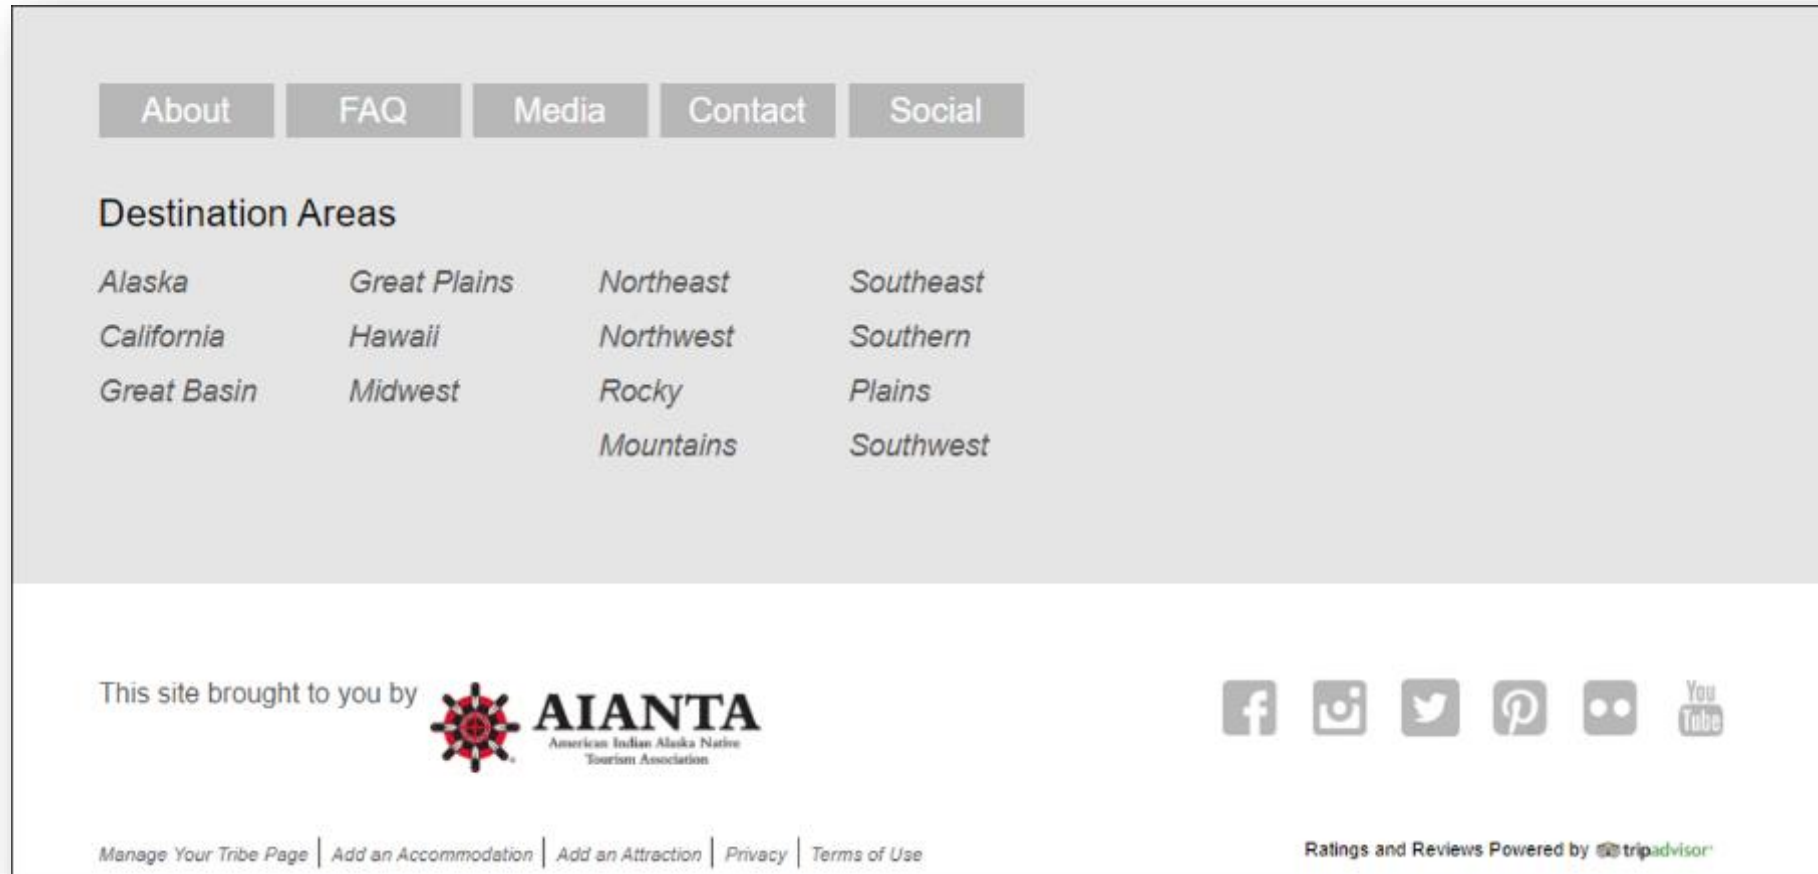 About FAQ Media Contact Social
Destination Areas
Alaska Great Plains Northeast Southeast
California Hawaii Northwest Southern
Great Basin Midwest Rocky Plains
Mountains Southwest
This site brought to you by
AIANTA
American Indian Alaska Native
Tourism Association
You
Tube
Manage Your Tribe Page | Add an Accommodation | Add an Attraction | Privacy | Terms of Use
Ratings and Reviews Powered by tripadvisor